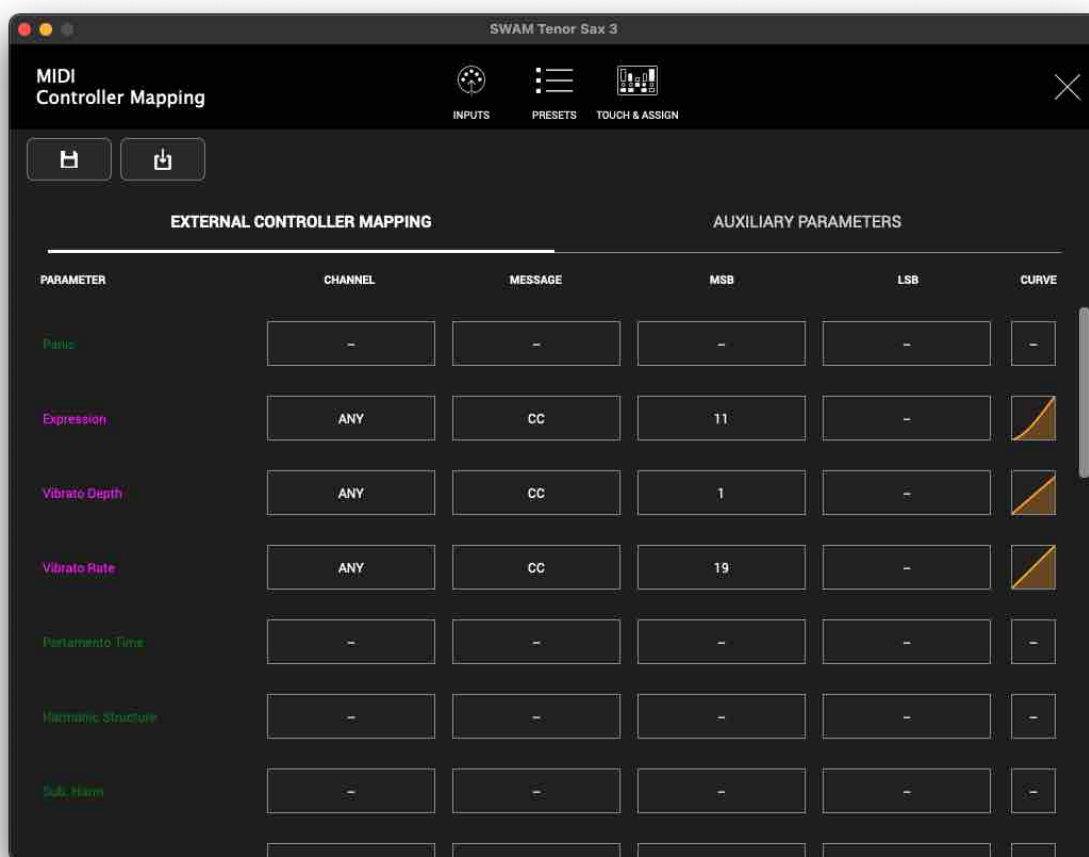 SWAM Tenor Sax 3
MIDI
Controller Mapping
INPUTS PRESETS TOUCH & ASSIGN
EXTERNAL CONTROLLER MAPPING AUXILIARY PARAMETERS
PARAMETER CHANNEL MESSAGE MSB LSB CURVE
Panic – – – – –
Expression ANY CC 11 –
Vibrato Depth ANY CC 1 –
Vibrato Rate ANY CC 19 –
Portamento Time – – – – –
Harmonic Structure – – – – –
Sub. Harm – – – – –